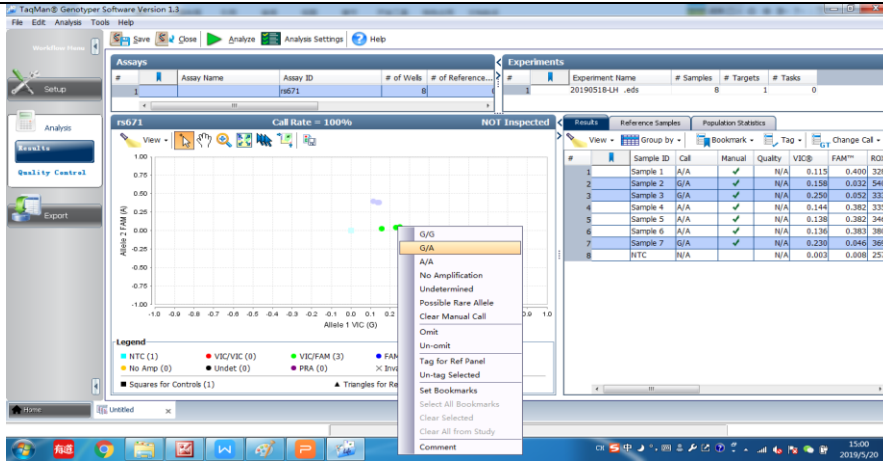 TaqMan® Genotyper Software Version 1.3
File Edit Analysis Tools Help
Workflow Home
Save Close Analyze Analysis Settings Help
Setup
Analysis
Results
Quality Control
Export
Assays
# Assay Name Assay ID # of Wells # of Reference...
1 rs671 8
Experiments
# Experiment Name # Samples # Targets # Tasks
1 20190518-LH .eds 8 1 0
rs671 Call Rate = 100% NOT Inspected
View
1.00
0.75
0.50
0.25
0.00
-0.25
-0.50
-0.75
-1.00
Allele 2 FAM (A)
-1.0 -0.9 -0.8 -0.7 -0.6 -0.5 -0.4 -0.3 -0.2 -0.1 0.0 0.1 0.2 0.9 1.0
Allele 1 VIC (G)
G/G
G/A
A/A
No Amplification
Undetermined
Possible Rare Allele
Clear Manual Call
Omit
Un-omit
Tag for Ref Panel
Un-tag Selected
Set Bookmarks
Select All Bookmarks
Clear Selected
Clear All from Study
Comment
Legend
NTC (1) VIC/VIC (0) VIC/FAM (3) FAM
No Amp (0) Undet (0) PRA (0) Inva
Squares for Controls (1) Triangles for Re
Results Reference Samples Population Statistics
View Group by Bookmark Tag GT Change Call
# Sample ID Call Manual Quality VIC® FAM™ ROX
1 Sample 1 A/A N/A 0.115 0.400
2 Sample 2 G/A N/A 0.158 0.032
3 Sample 3 G/A N/A 0.250 0.052
4 Sample 4 A/A N/A 0.144 0.382
5 Sample 5 A/A N/A 0.138 0.382
6 Sample 6 A/A N/A 0.136 0.383
7 Sample 7 G/A N/A 0.230 0.046
8 NTC N/A N/A 0.003 0.008
Home Untitled
有道
CH 中
15:00
2019/5/20